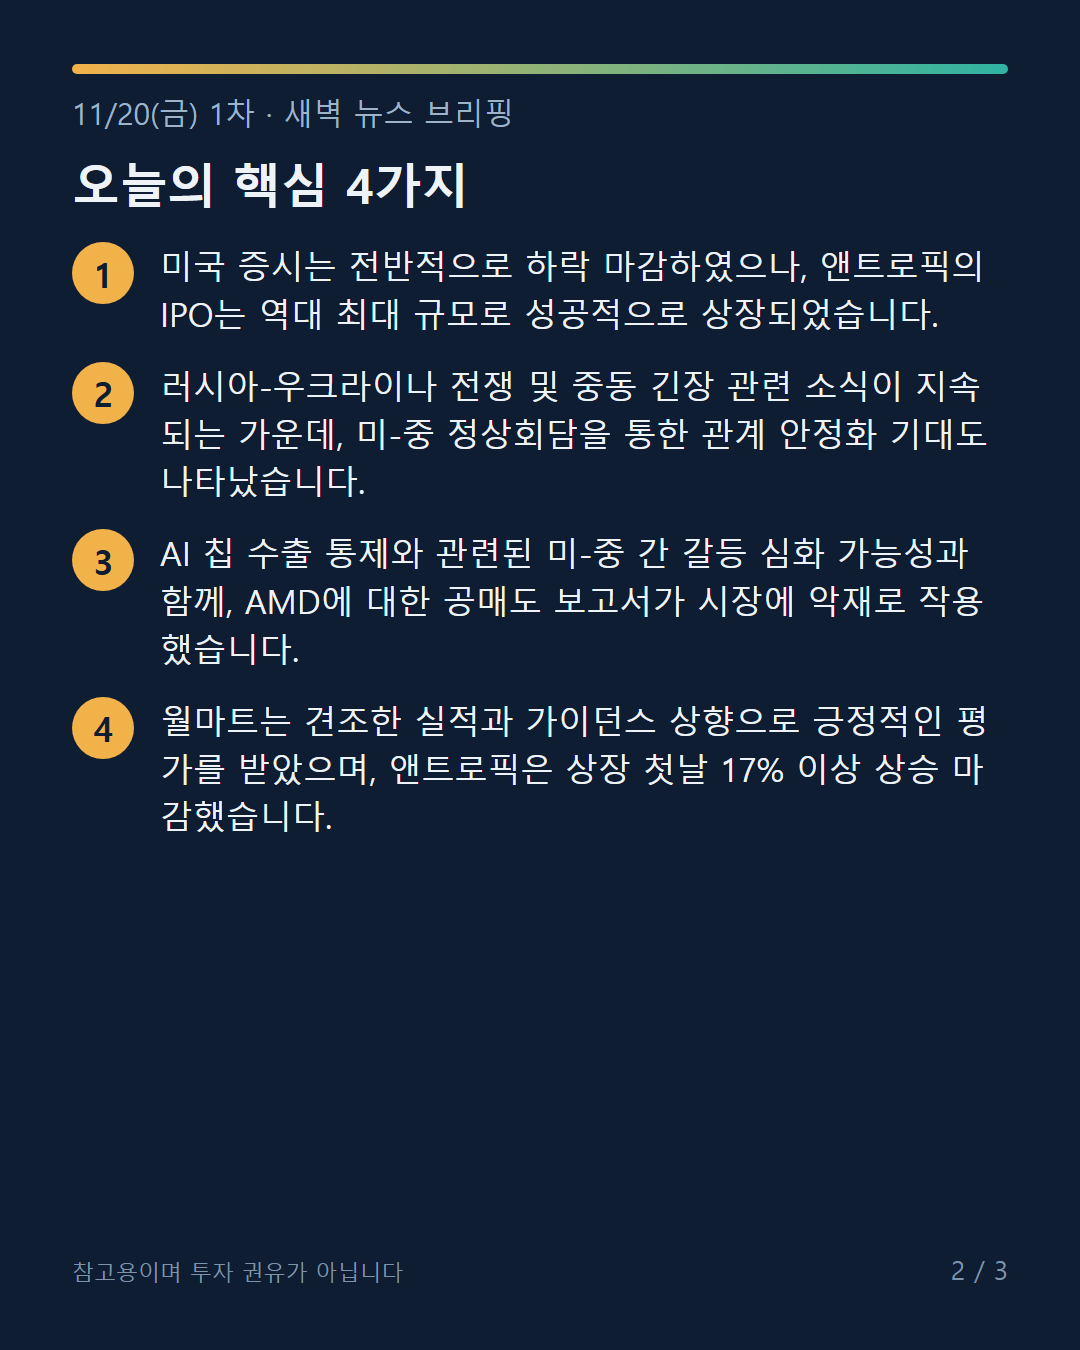 11/20(금) 1차 · 새벽 뉴스 브리핑
오늘의 핵심 4가지
1
미국 증시는 전반적으로 하락 마감하였으나, 앤트로픽의
IPO는 역대 최대 규모로 성공적으로 상장되었습니다.
2
러시아-우크라이나 전쟁 및 중동 긴장 관련 소식이 지속
되는 가운데, 미-중 정상회담을 통한 관계 안정화 기대도
나타났습니다.
3
AI 칩 수출 통제와 관련된 미-중 간 갈등 심화 가능성과
함께, AMD에 대한 공매도 보고서가 시장에 악재로 작용
했습니다.
4
월마트는 견조한 실적과 가이던스 상향으로 긍정적인 평
가를 받았으며, 앤트로픽은 상장 첫날 17% 이상 상승 마
감했습니다.
참고용이며 투자 권유가 아닙니다
2 / 3